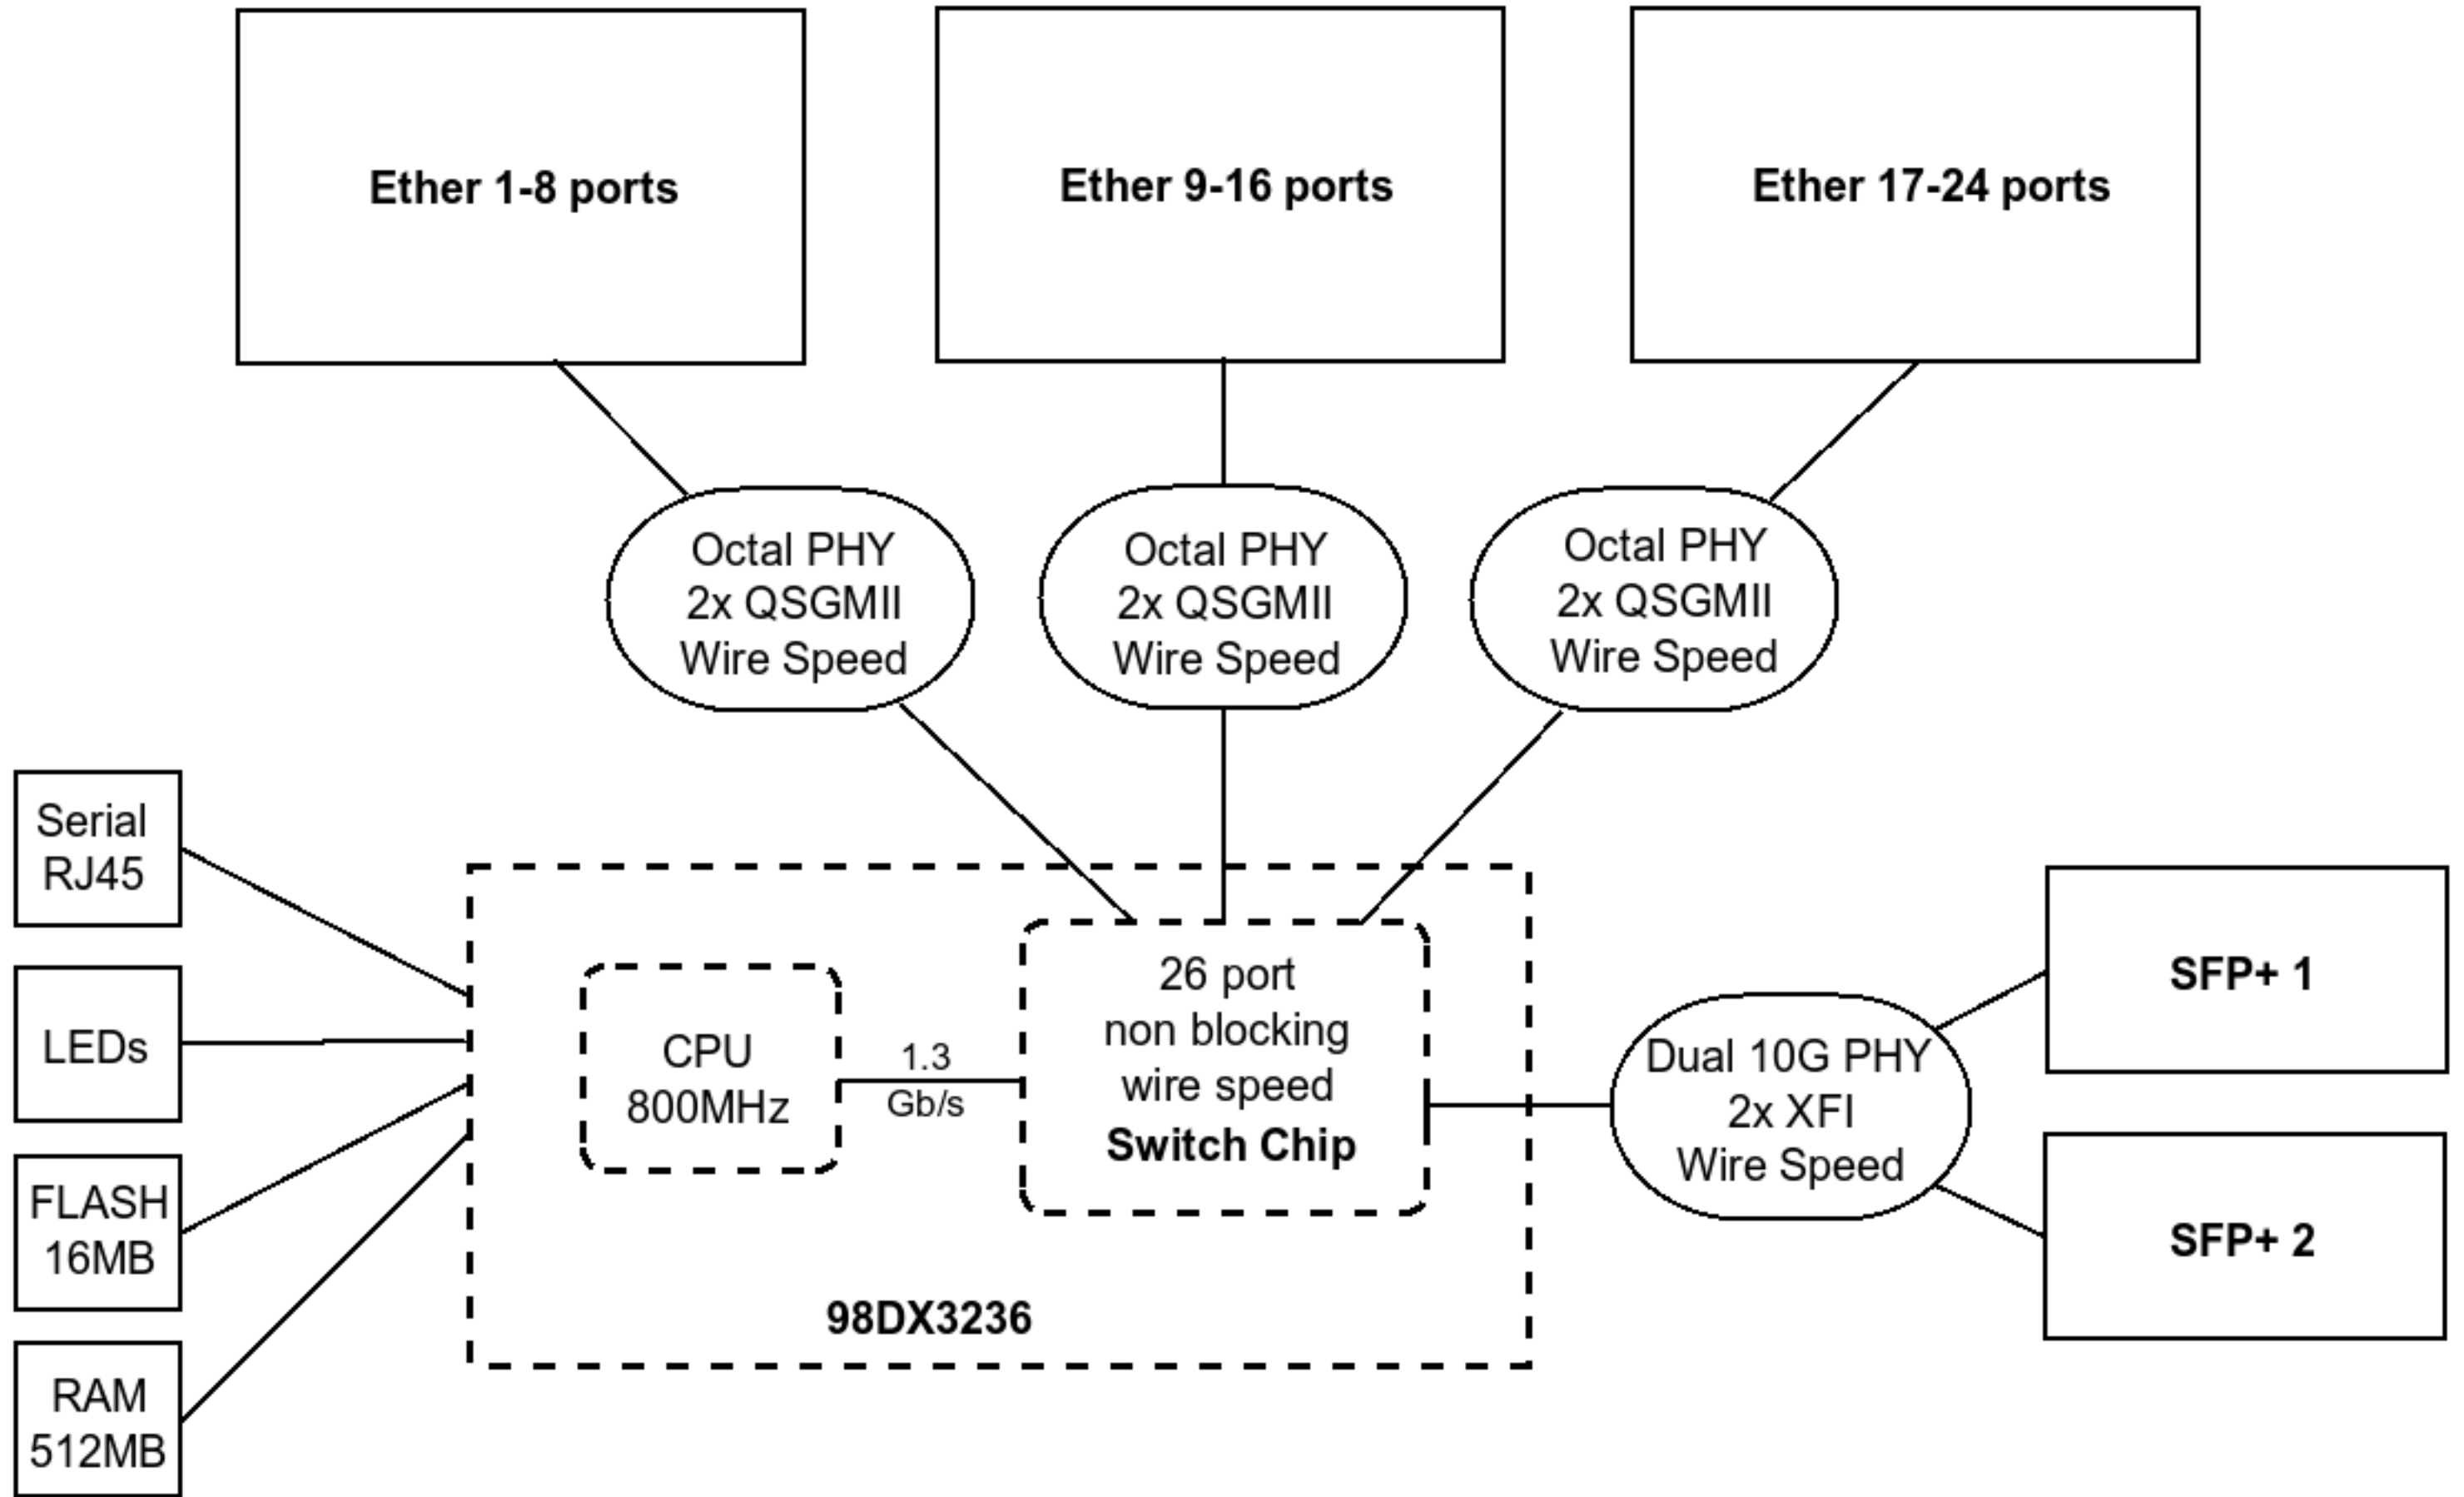 Ether 1-8 ports
Ether 9-16 ports
Ether 17-24 ports
Octal PHY
2x QSGMII
Wire Speed
Octal PHY
2x QSGMII
Wire Speed
Octal PHY
2x QSGMII
Wire Speed
Serial
RJ45
LEDs
FLASH
16MB
RAM
512MB
CPU
800MHz
1.3
Gb/s
26 port
non blocking
wire speed
Switch Chip
98DX3236
Dual 10G PHY
2x XFI
Wire Speed
SFP+ 1
SFP+ 2